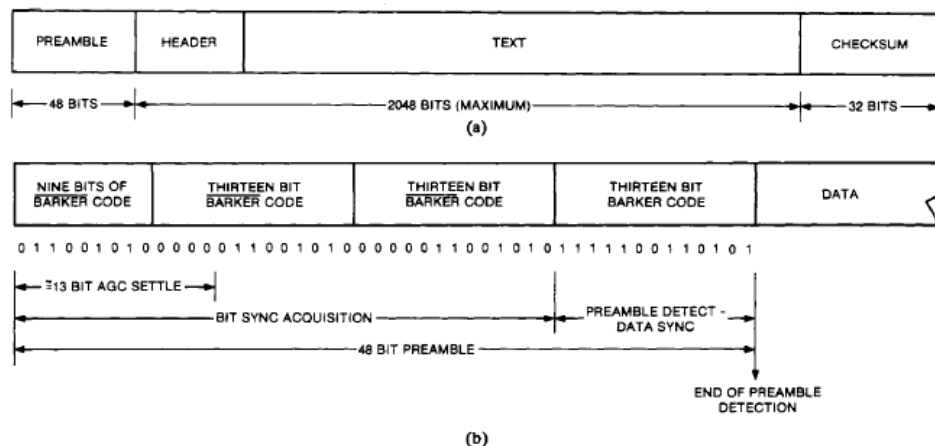 PREAMBLE HEADER TEXT CHECKSUM
48 BITS 2048 BITS (MAXIMUM) 32 BITS
(a)
NINE BITS OF THIRTEEN BIT THIRTEEN BIT THIRTEEN BIT DATA
BARKER CODE BARKER CODE BARKER CODE BARKER CODE
0 1 1 0 0 1 0 1 0 0 0 0 0 0 1 1 0 0 1 0 1 0 0 0 0 0 0 1 1 0 0 1 0 1 0 1 1 1 1 1 0 0 1 1 0 1 0 1
≅13 BIT AGC SETTLE
BIT SYNC ACQUISITION PREAMBLE DETECT -
DATA SYNC
48 BIT PREAMBLE
END OF PREAMBLE
DETECTION
(b)